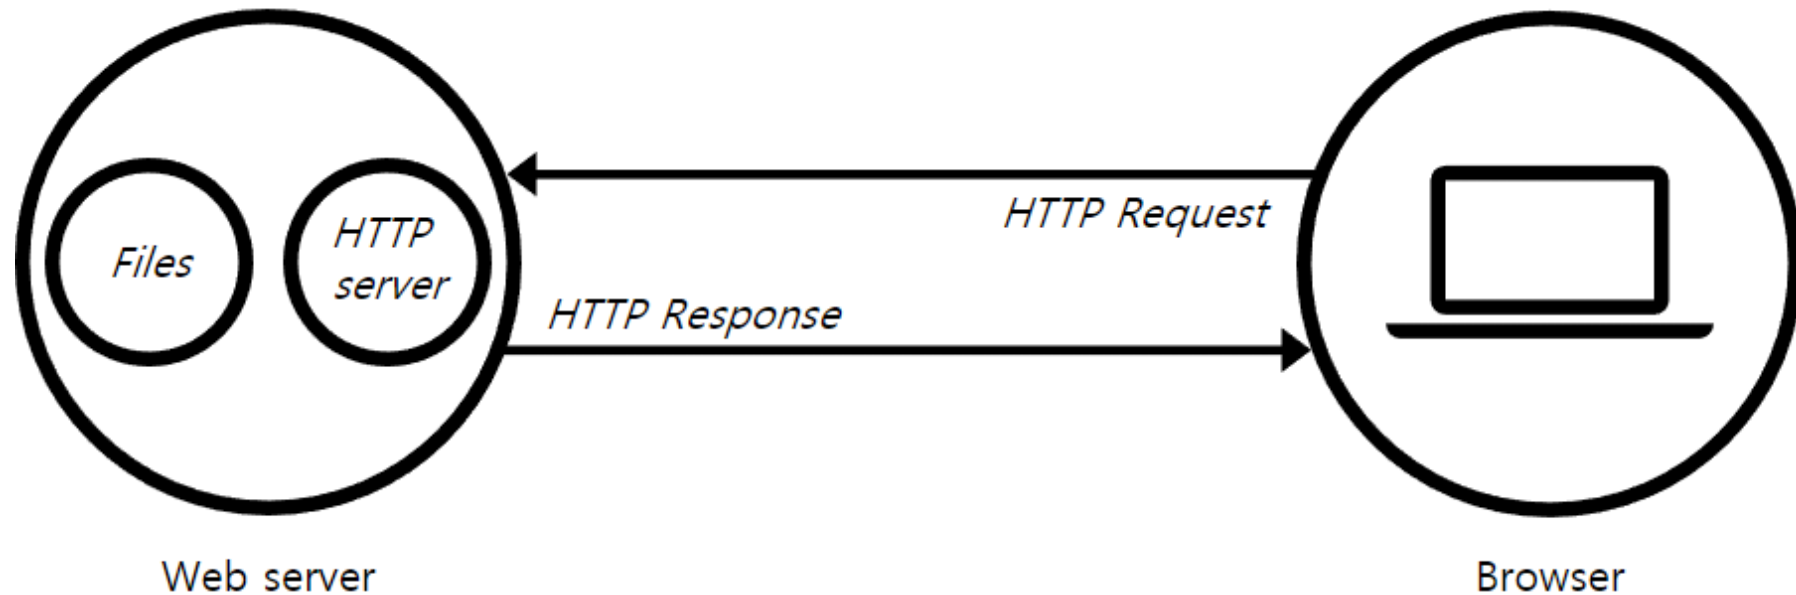 Files
HTTP
server
HTTP Request
HTTP Response
Web server
Browser